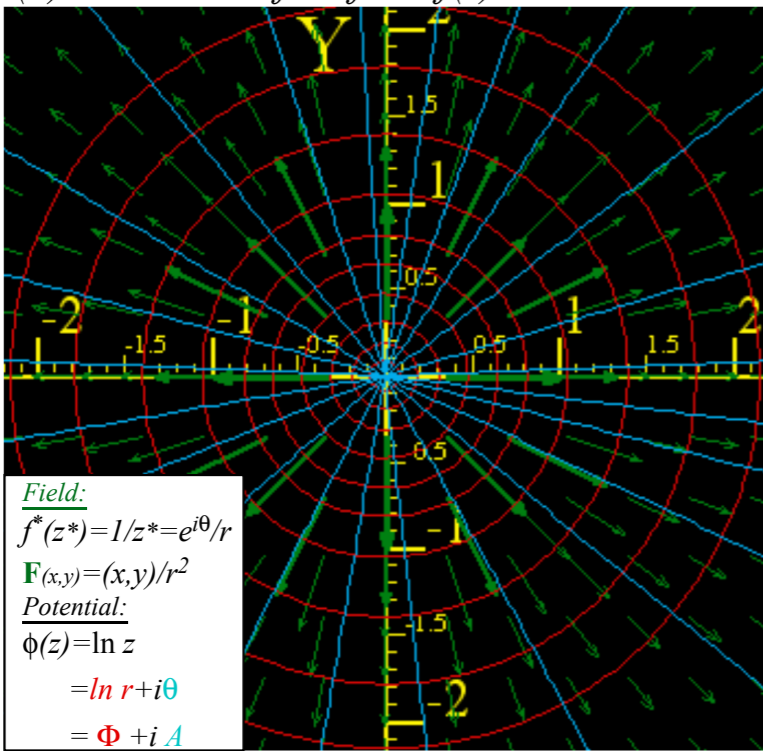 Y 2
1.5
1
0.5
-2 -1 1 2
-1.5 -0.5 0.5 1.5
0.5
-1
-1.5
-2
Field:
f*(z*)=1/z*=e^{iθ}/r
F(x,y)=(x,y)/r²
Potential:
ϕ(z)=ln z
=ln r+iθ
= Φ +i A